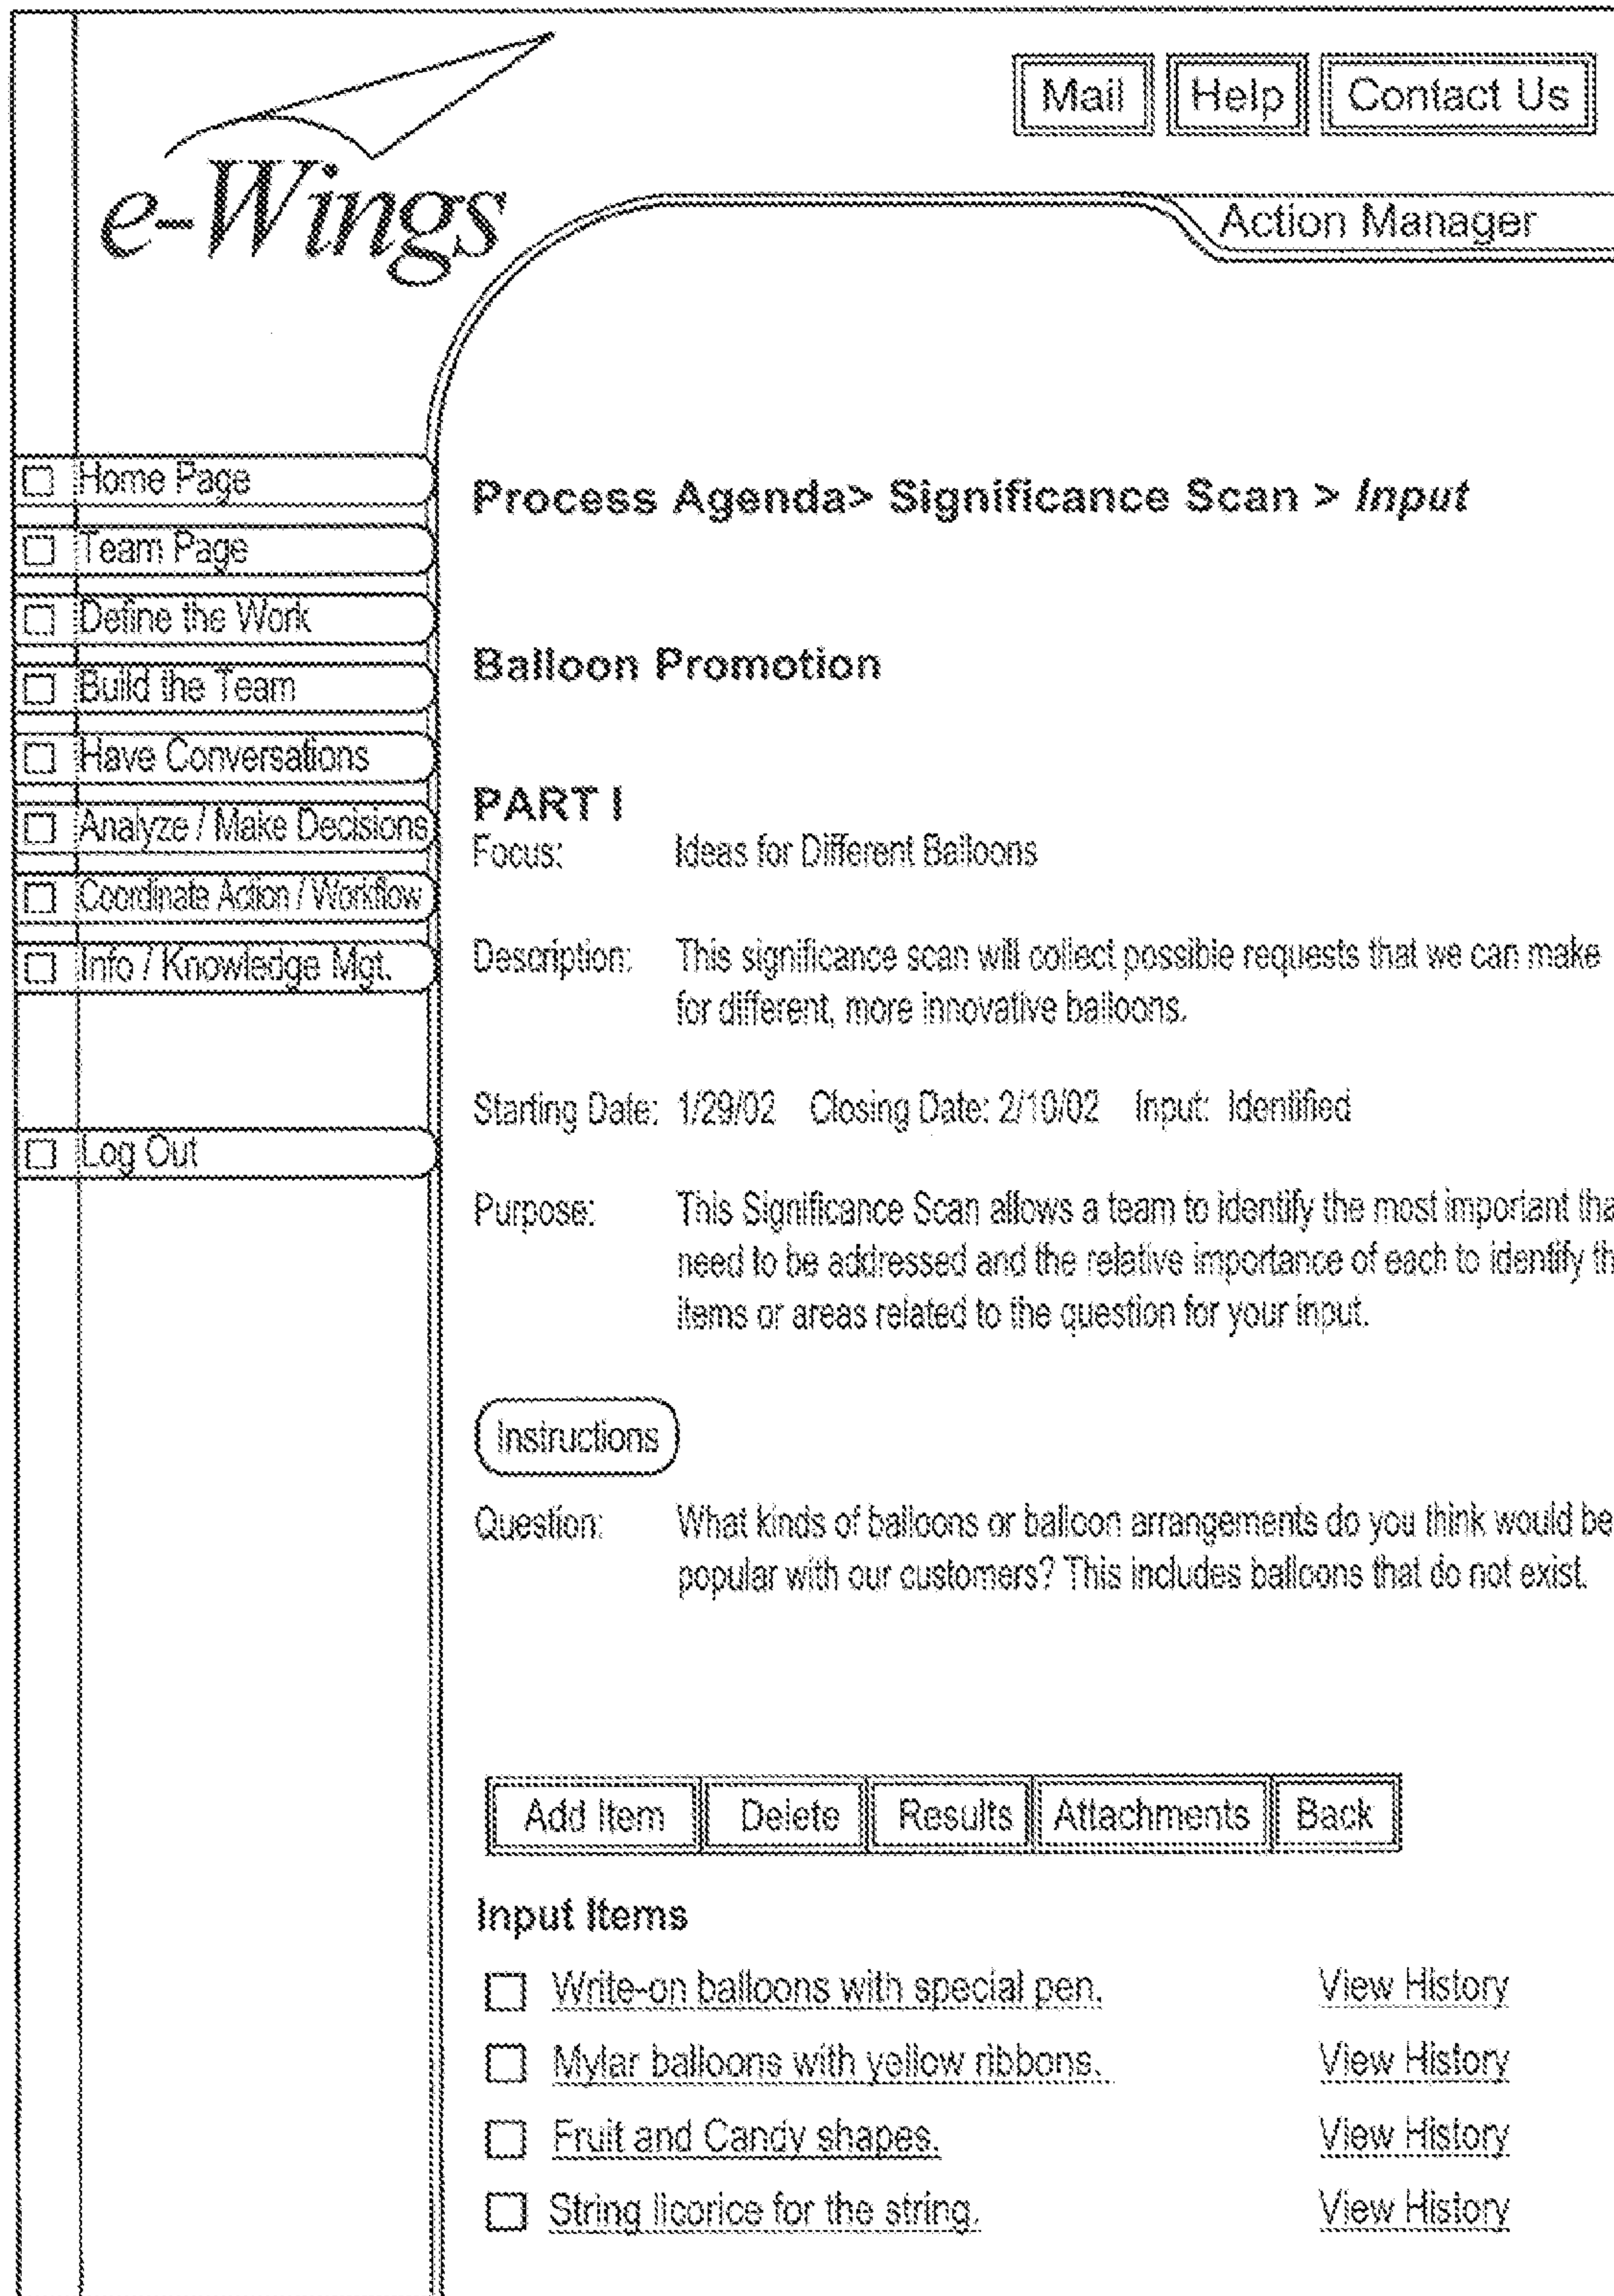 Mail Help Contact Us
e-Wings
Action Manager
Home Page
Team Page
Define the Work
Build the Team
Have Conversations
Analyze / Make Decisions
Coordinate Action / Workflow
Info / Knowledge Mgt.
Log Out
Process Agenda> Significance Scan > Input
Balloon Promotion
PART I
Focus: Ideas for Different Balloons
Description: This significance scan will collect possible requests that we can make
for different, more innovative balloons.
Starting Date: 1/29/02 Closing Date: 2/10/02 Input: Identified
Purpose: This Significance Scan allows a team to identify the most important tha
need to be addressed and the relative importance of each to identify th
items or areas related to the question for your input.
Instructions
Question: What kinds of balloons or balloon arrangements do you think would be
popular with our customers? This includes balloons that do not exist.
Add Item Delete Results Attachments Back
Input Items
Write-on balloons with special pen. View History
Mylar balloons with yellow ribbons. View History
Fruit and Candy shapes. View History
String licorice for the string. View History